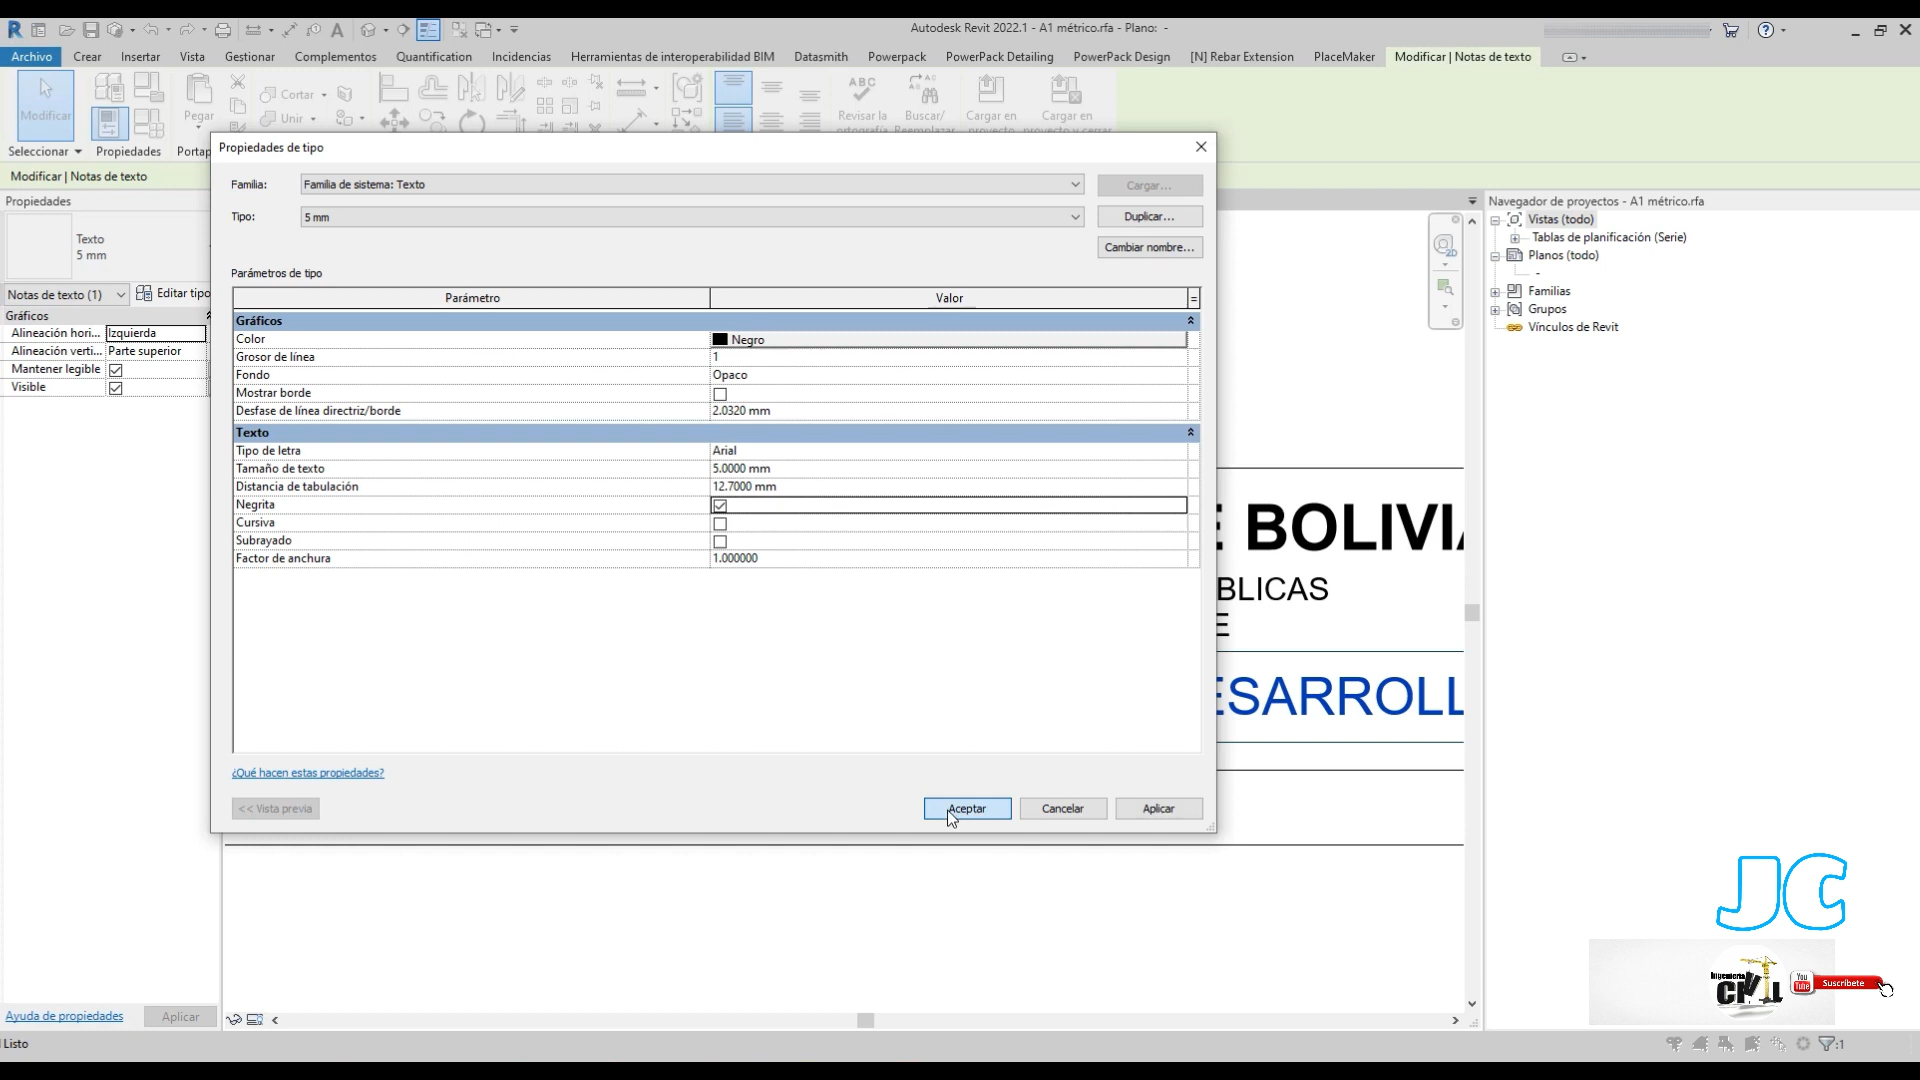 Autodesk Revit 2022.1 - A1 métrico.rfa - Plano: -
Archivo Crear Insertar Vista Gestionar Complementos Quantification Incidencias Herramientas de interoperabilidad BIM Datasmith Powerpack PowerPack Detailing PowerPack Design [N] Rebar Extension PlaceMaker Modificar | Notas de texto
Modificar Pegar Cortar Unir
ABC Revisar la Buscar/ Cargar en Cargar en
Seleccionar Propiedades
Modificar | Notas de texto
Propiedades
Texto
5 mm
Notas de texto (1) Editar tipo
Gráficos
Alineación hori... Izquierda
Alineación verti... Parte superior
Mantener legible
Visible
Ayuda de propiedades Aplicar
Listo
Propiedades de tipo
Familia: Familia de sistema: Texto Cargar...
Tipo: 5 mm Duplicar...
Cambiar nombre...
Parámetros de tipo
Parámetro Valor =
Gráficos
Color Negro
Grosor de línea 1
Fondo Opaco
Mostrar borde
Desfase de línea directriz/borde 2.0320 mm
Texto
Tipo de letra Arial
Tamaño de texto 5.0000 mm
Distancia de tabulación 12.7000 mm
Negrita
Cursiva
Subrayado
Factor de anchura 1.000000
¿Qué hacen estas propiedades?
<< Vista previa Aceptar Cancelar Aplicar
E BOLIVIA
BLICAS
E
ESARROLL
2D
Navegador de proyectos - A1 métrico.rfa
Vistas (todo)
Tablas de planificación (Serie)
Planos (todo)
-
Familias
Grupos
Vínculos de Revit
JC
Ingenieria
CIVIL
You
Tube
Suscríbete
:1